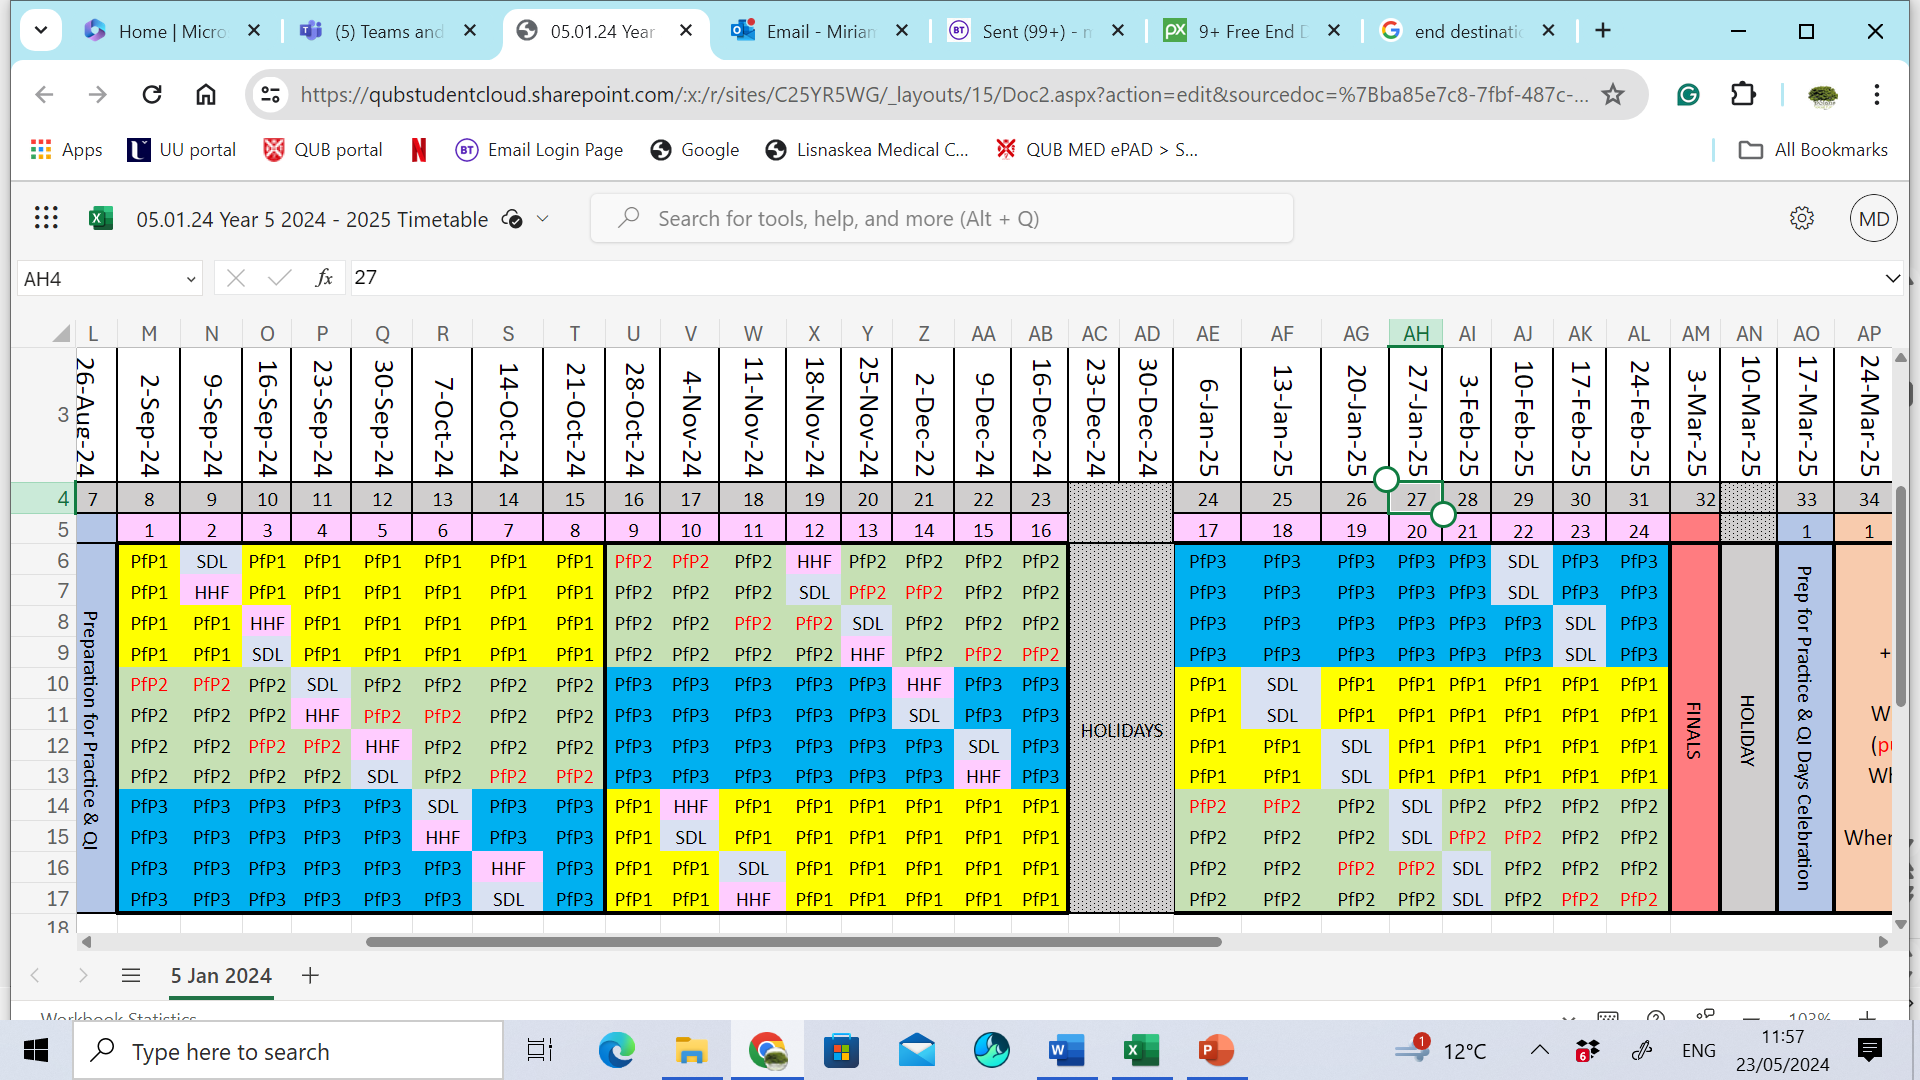 Home | Micro
(5) Teams and
05.01.24 Year
Email - Miriam
Sent (99+) - n
9+ Free End D
end destinatio
https://qubstudentcloud.sharepoint.com/:x:/r/sites/C25YR5WG/_layouts/15/Doc2.aspx?action=edit&sourcedoc=%7Bba85e7c8-7fbf-487c-...
Apps UU portal QUB portal Email Login Page Google Lisnaskea Medical C... QUB MED ePAD > S... All Bookmarks
05.01.24 Year 5 2024 - 2025 Timetable Search for tools, help, and more (Alt + Q) MD
AH4 fx 27
L M N O P Q R S T U V W X Y Z AA AB AC AD AE AF AG AH AI AJ AK AL AM AN AO AP
3 26-Aug-24 2-Sep-24 9-Sep-24 16-Sep-24 23-Sep-24 30-Sep-24 7-Oct-24 14-Oct-24 21-Oct-24 28-Oct-24 4-Nov-24 11-Nov-24 18-Nov-24 25-Nov-24 2-Dec-22 9-Dec-24 16-Dec-24 23-Dec-24 30-Dec-24 6-Jan-25 13-Jan-25 20-Jan-25 27-Jan-25 3-Feb-25 10-Feb-25 17-Feb-25 24-Feb-25 3-Mar-25 10-Mar-25 17-Mar-25 24-Mar-25
4 7 8 9 10 11 12 13 14 15 16 17 18 19 20 21 22 23 24 25 26 27 28 29 30 31 32 33 34
5 1 2 3 4 5 6 7 8 9 10 11 12 13 14 15 16 17 18 19 20 21 22 23 24 1 1
6 PfP1 SDL PfP1 PfP1 PfP1 PfP1 PfP1 PfP1 PfP2 PfP2 PfP2 HHF PfP2 PfP2 PfP2 PfP2 PfP3 PfP3 PfP3 PfP3 PfP3 SDL PfP3 PfP3
7 PfP1 HHF PfP1 PfP1 PfP1 PfP1 PfP1 PfP1 PfP2 PfP2 PfP2 SDL PfP2 PfP2 PfP2 PfP2 PfP3 PfP3 PfP3 PfP3 PfP3 SDL PfP3 PfP3
8 PfP1 PfP1 HHF PfP1 PfP1 PfP1 PfP1 PfP1 PfP2 PfP2 PfP2 PfP2 SDL PfP2 PfP2 PfP2 PfP3 PfP3 PfP3 PfP3 PfP3 PfP3 SDL PfP3
9 PfP1 PfP1 SDL PfP1 PfP1 PfP1 PfP1 PfP1 PfP2 PfP2 PfP2 PfP2 HHF PfP2 PfP2 PfP2 PfP3 PfP3 PfP3 PfP3 PfP3 PfP3 SDL PfP3 +
10 PfP2 PfP2 PfP2 SDL PfP2 PfP2 PfP2 PfP2 PfP3 PfP3 PfP3 PfP3 PfP3 HHF PfP3 PfP3 PfP1 SDL PfP1 PfP1 PfP1 PfP1 PfP1 PfP1
11 PfP2 PfP2 PfP2 HHF PfP2 PfP2 PfP2 PfP2 PfP3 PfP3 PfP3 PfP3 PfP3 SDL PfP3 PfP3 PfP1 SDL PfP1 PfP1 PfP1 PfP1 PfP1 PfP1 W
12 PfP2 PfP2 PfP2 PfP2 HHF PfP2 PfP2 PfP2 PfP3 PfP3 PfP3 PfP3 PfP3 PfP3 SDL PfP3 PfP1 PfP1 SDL PfP1 PfP1 PfP1 PfP1 PfP1 (p
13 PfP2 PfP2 PfP2 PfP2 SDL PfP2 PfP2 PfP2 PfP3 PfP3 PfP3 PfP3 PfP3 PfP3 HHF PfP3 PfP1 PfP1 SDL PfP1 PfP1 PfP1 PfP1 PfP1 Wh
14 PfP3 PfP3 PfP3 PfP3 PfP3 SDL PfP3 PfP3 PfP1 HHF PfP1 PfP1 PfP1 PfP1 PfP1 PfP1 PfP2 PfP2 PfP2 SDL PfP2 PfP2 PfP2 PfP2
15 PfP3 PfP3 PfP3 PfP3 PfP3 HHF PfP3 PfP3 PfP1 SDL PfP1 PfP1 PfP1 PfP1 PfP1 PfP1 PfP2 PfP2 PfP2 SDL PfP2 PfP2 PfP2 PfP2 When
16 PfP3 PfP3 PfP3 PfP3 PfP3 PfP3 HHF PfP3 PfP1 PfP1 SDL PfP1 PfP1 PfP1 PfP1 PfP1 PfP2 PfP2 PfP2 PfP2 SDL PfP2 PfP2 PfP2
17 PfP3 PfP3 PfP3 PfP3 PfP3 PfP3 SDL PfP3 PfP1 PfP1 HHF PfP1 PfP1 PfP1 PfP1 PfP1 PfP2 PfP2 PfP2 PfP2 SDL PfP2 PfP2 PfP2
18
Preparation for Practice & QI
HOLIDAYS
FINALS
HOLIDAY
Prep for Practice & QI Days Celebration
5 Jan 2024
Workbook Statistics 103%
Type here to search 1 12°C 6 ENG 11:57
23/05/2024